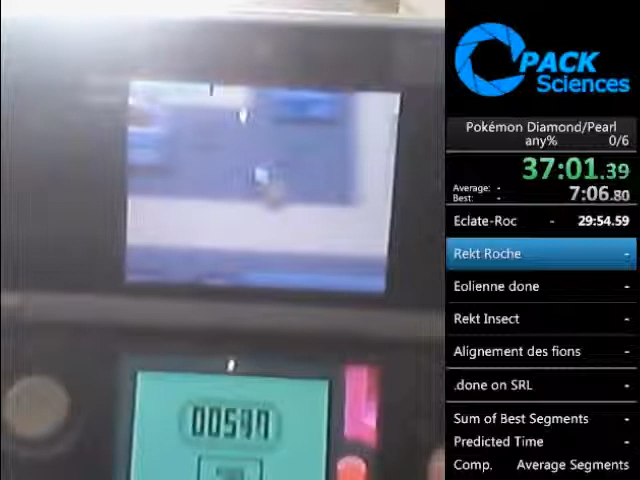 PACK
Sciences
Pokémon Diamond/Pearl
any% 0/6
37:01.39
Average: -
Best: - 7:06.80
Eclate-Roc - 29:54.59
Rekt Roche -
Eolienne done -
Rekt Insect -
Alignement des fions -
.done on SRL -
Sum of Best Segments -
Predicted Time -
Comp. Average Segments